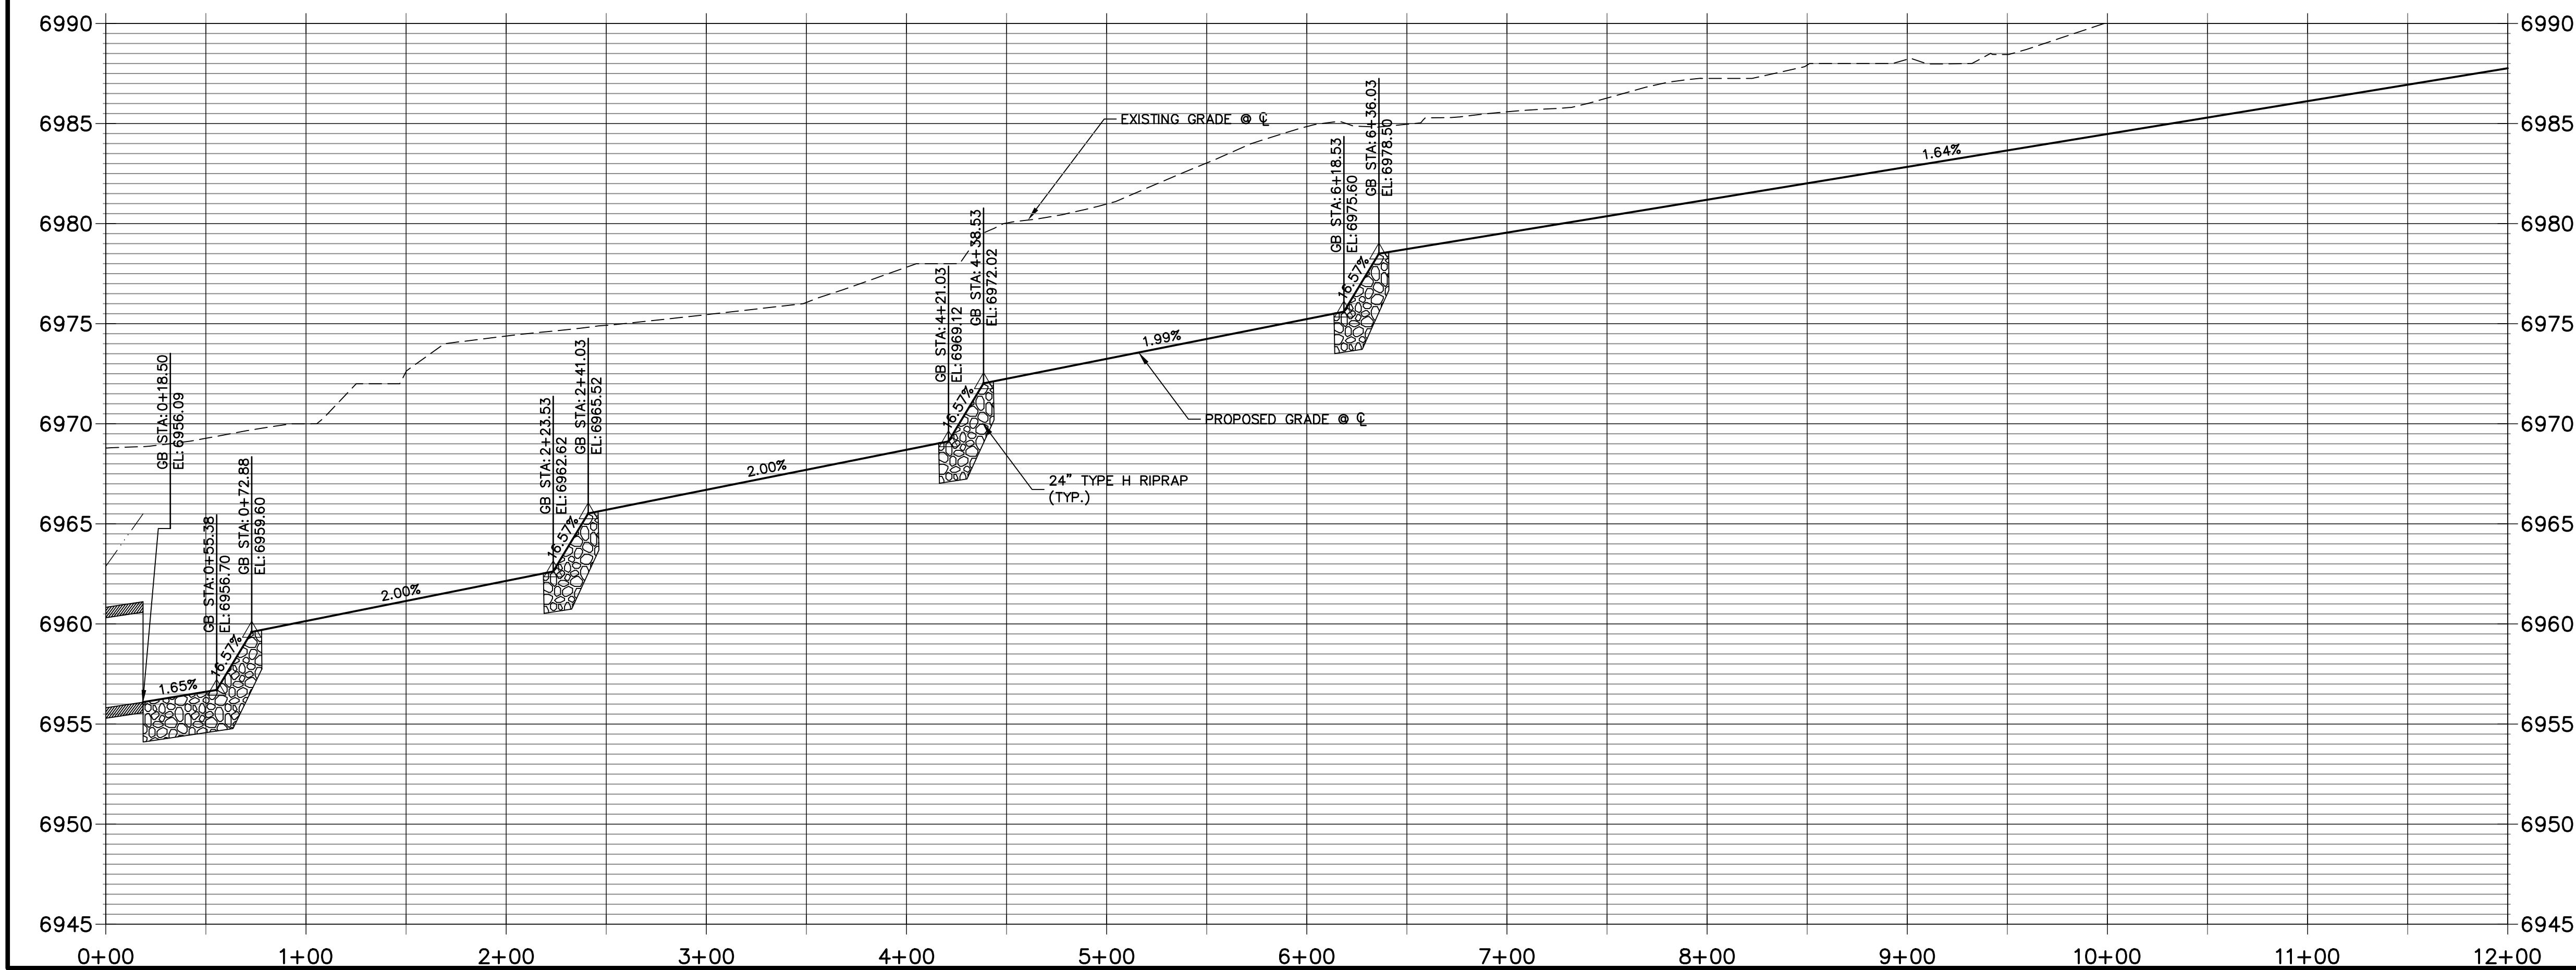 6990
6985
6980
6975
6970
6965
6960
6955
6950
6945
6990
6985
6980
6975
6970
6965
6960
6955
6950
6945
0+00
1+00
2+00
3+00
4+00
5+00
6+00
7+00
8+00
9+00
10+00
11+00
12+00
GB STA: 0+18.50
EL: 6956.09
GB STA: 0+55.38
EL: 6956.70
GB STA: 0+72.88
EL: 6959.60
GB STA: 2+23.53
EL: 6962.62
GB STA: 2+41.03
EL: 6965.52
GB STA: 4+21.03
EL: 6969.12
GB STA: 4+38.53
EL: 6972.02
GB STA: 6+18.53
EL: 6975.60
GB STA: 6+36.03
EL: 6978.50
1.65%
16.57%
2.00%
16.57%
2.00%
16.57%
1.99%
16.57%
1.64%
EXISTING GRADE @ ℄
PROPOSED GRADE @ ℄
24" TYPE H RIPRAP
(TYP.)